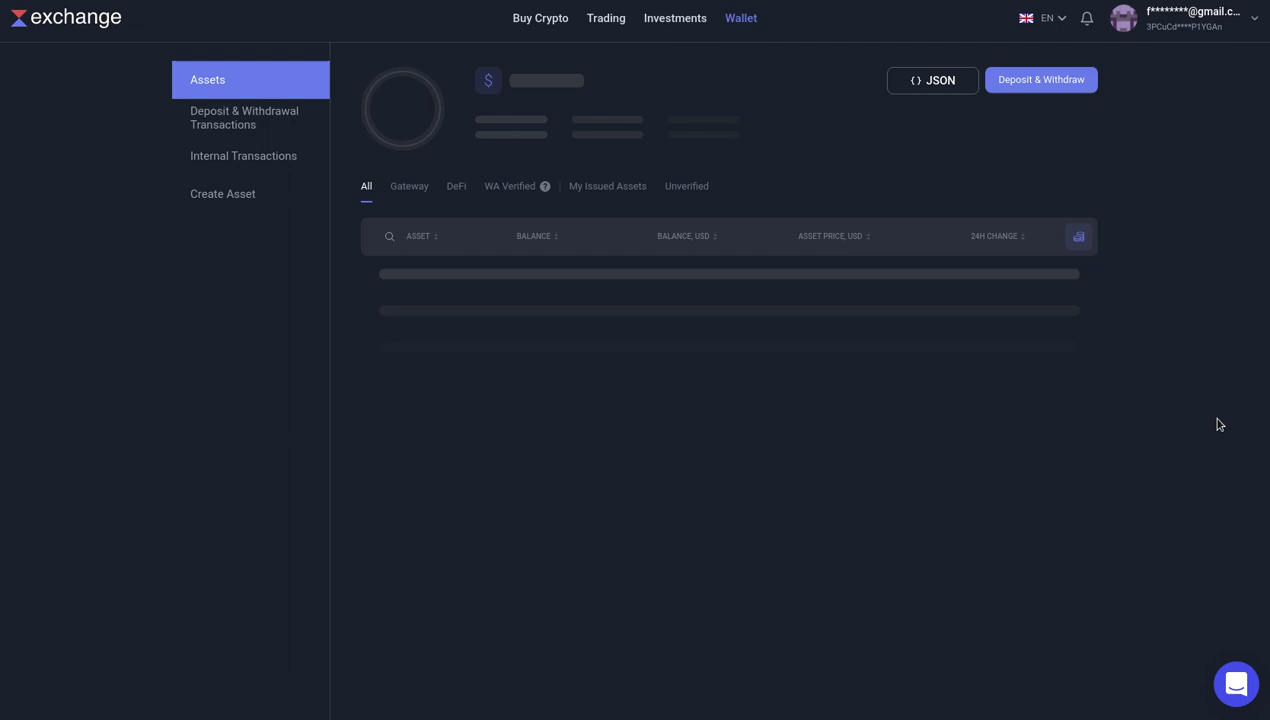 exchange
Buy Crypto
Trading
Investments
Wallet
EN
f********@gmail.c...
3PCuCd****P1YGAn
Assets
Deposit & Withdrawal
Transactions
Internal Transactions
Create Asset
$
{ } JSON
Deposit & Withdraw
All
Gateway
DeFi
WA Verified ?
My Issued Assets
Unverified
ASSET
BALANCE
BALANCE, USD
ASSET PRICE, USD
24H CHANGE